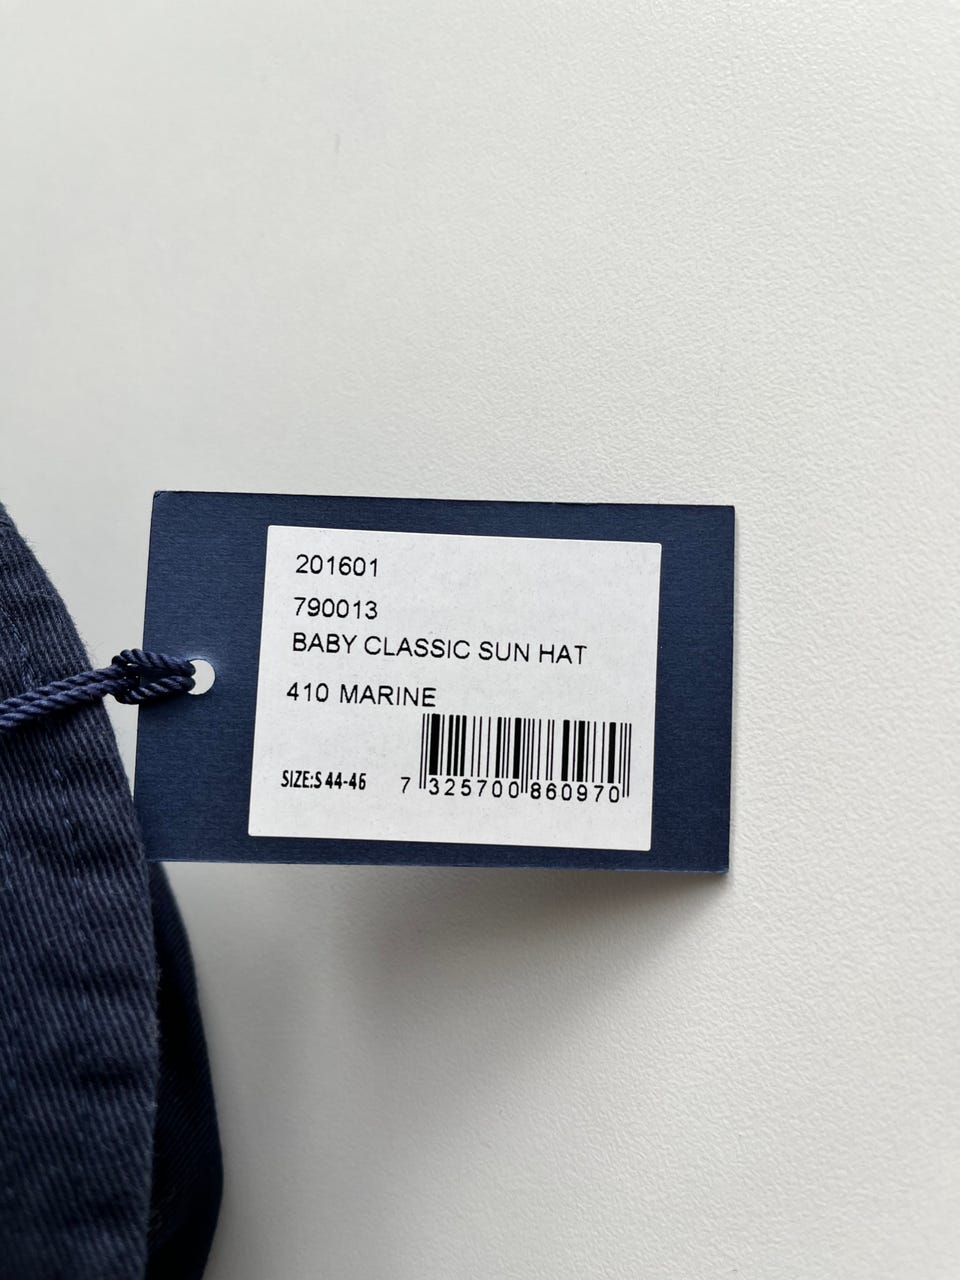 201601
790013
BABY CLASSIC SUN HAT
410 MARINE
SIZE:S 44-46
7 325700 860970